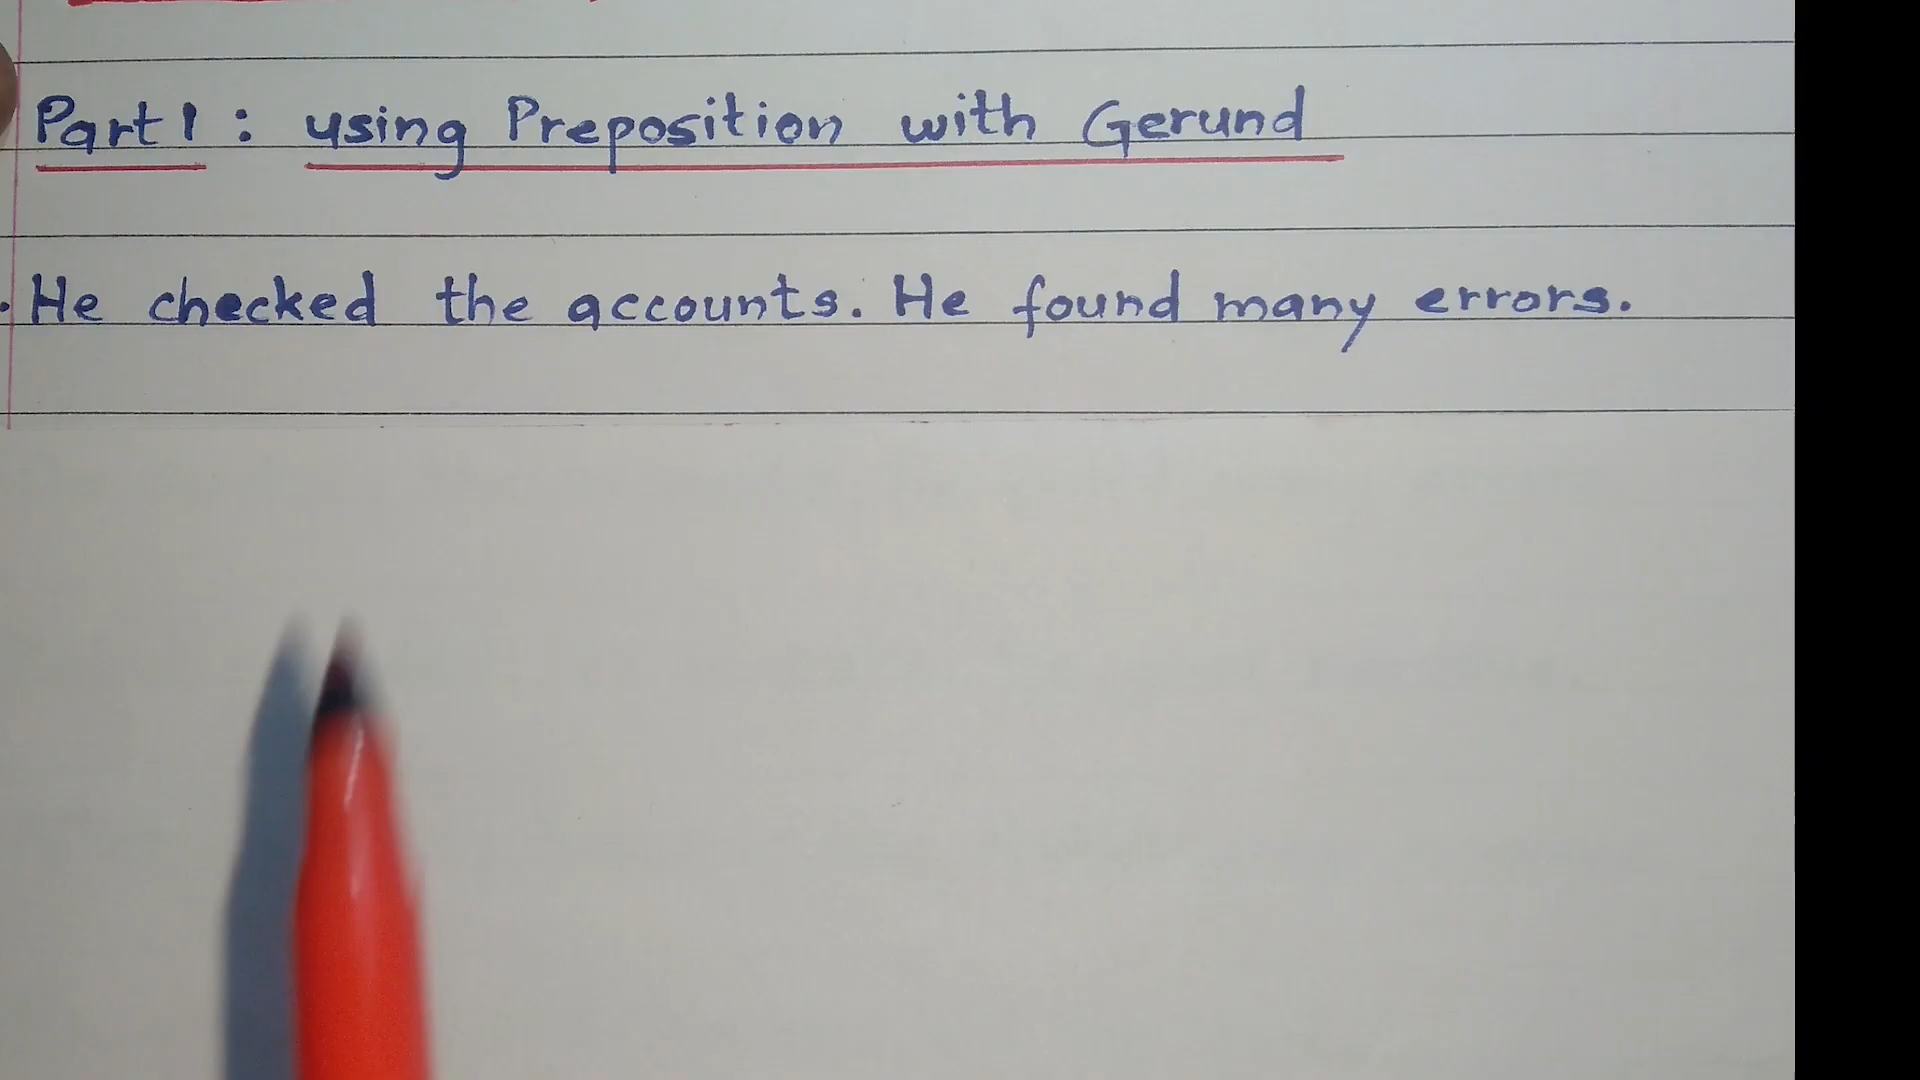 Part 1 : using Preposition with Gerund
. He checked the accounts. He found many errors.